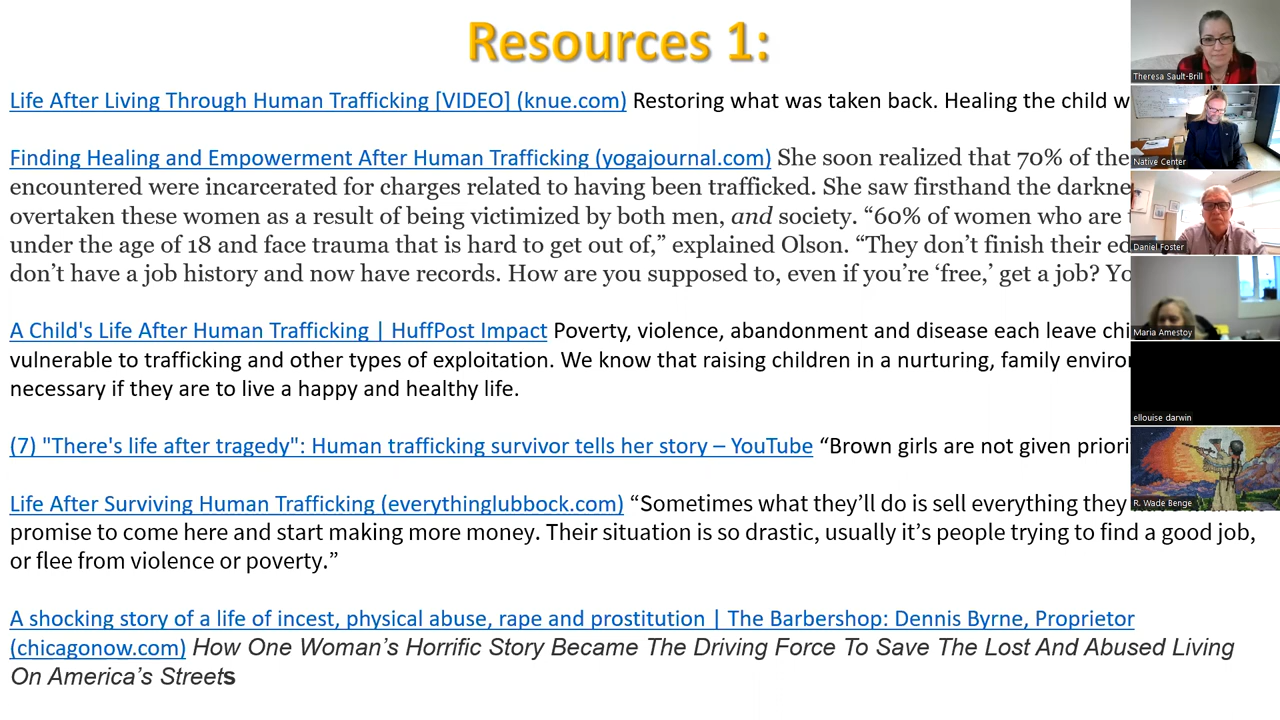 Resources 1:
Life After Living Through Human Trafficking [VIDEO] (knue.com) Restoring what was taken back. Healing the child
Finding Healing and Empowerment After Human Trafficking (yogajournal.com) She soon realized that 70% of the
encountered were incarcerated for charges related to having been trafficked. She saw firsthand the
overtaken these women as a result of being victimized by both men, and society. “60% of women who are
under the age of 18 and face trauma that is hard to get out of,” explained Olson. “They don’t finish their
don’t have a job history and now have records. How are you supposed to, even if you’re ‘free,’ get a job?
A Child's Life After Human Trafficking | HuffPost Impact Poverty, violence, abandonment and disease each leave
vulnerable to trafficking and other types of exploitation. We know that raising children in a nurturing, family
necessary if they are to live a happy and healthy life.
(7) "There's life after tragedy": Human trafficking survivor tells her story – YouTube “Brown girls are not given
Life After Surviving Human Trafficking (everythinglubbock.com) “Sometimes what they’ll do is sell everything they
promise to come here and start making more money. Their situation is so drastic, usually it’s people trying to find a good job,
or flee from violence or poverty.”
A shocking story of a life of incest, physical abuse, rape and prostitution | The Barbershop: Dennis Byrne, Proprietor
(chicagonow.com) How One Woman’s Horrific Story Became The Driving Force To Save The Lost And Abused Living
On America’s Streets
Theresa Sault-Brill
Native Center
Daniel Foster
Maria Amestoy
ellouise darwin
R. Wade Benge